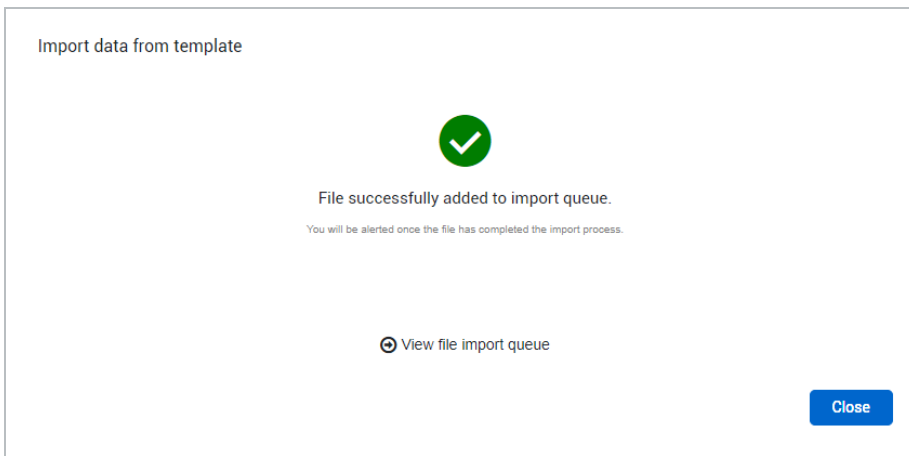 Import data from template
File successfully added to import queue.
You will be alerted once the file has completed the import process.
View file import queue
Close